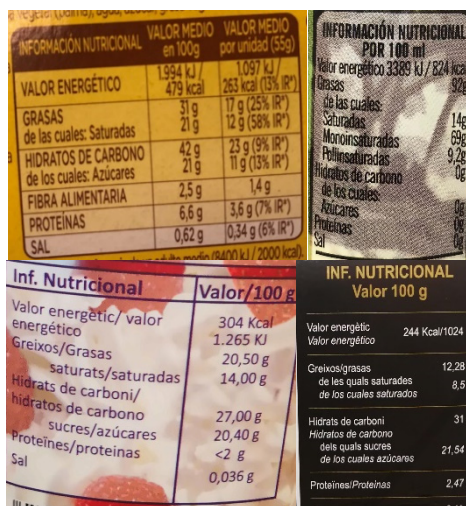 INFORMACIÓN NUTRICIONAL VALOR MEDIO en 100g VALOR MEDIO por unidad (55g)
VALOR ENERGÉTICO 1.994 kJ / 479 kcal 1.097 kJ / 263 kcal (13% IR*)
GRASAS 31 g 17 g (25% IR*)
de las cuales: Saturadas 21 g 12 g (58% IR*)
HIDRATOS DE CARBONO 42 g 23 g (9% IR*)
de los cuales: Azúcares 21 g 11 g (13% IR*)
FIBRA ALIMENTARIA 2,5 g 1,4 g
PROTEÍNAS 6,6 g 3,6 g (7% IR*)
SAL 0,62 g 0,34 g (6% IR*)
medio (8400 kJ / 2000 kcal).
INFORMACIÓN NUTRICIONAL
POR 100 ml
Valor energético 3389 kJ / 824 kca
Grasas 92g
de las cuales:
Saturadas 14g
Monoinsaturadas 69g
Poliinsaturadas 9,2g
Hidratos de carbono 0g
de los cuales:
Azúcares 0g
Proteínas 0g
Sal 0g
Inf. Nutricional Valor/100 g
Valor energètic/ valor 304 Kcal
energético 1.265 KJ
Greixos/Grasas 20,50 g
saturats/saturadas 14,00 g
Hidrats de carboni/
hidratos de carbono 27,00 g
sucres/azúcares 20,40 g
Proteïnes/proteinas <2 g
Sal 0,036 g
INF. NUTRICIONAL
Valor 100 g
Valor energètic 244 Kcal/1024
Valor energético
Greixos/grasas 12,28
de les quals saturades 8,5
de los cuales saturados
Hidrats de carboni 31
Hidratos de carbono
dels quals sucres 21,54
de los cuales azúcares
Proteïnes/Proteinas 2,47